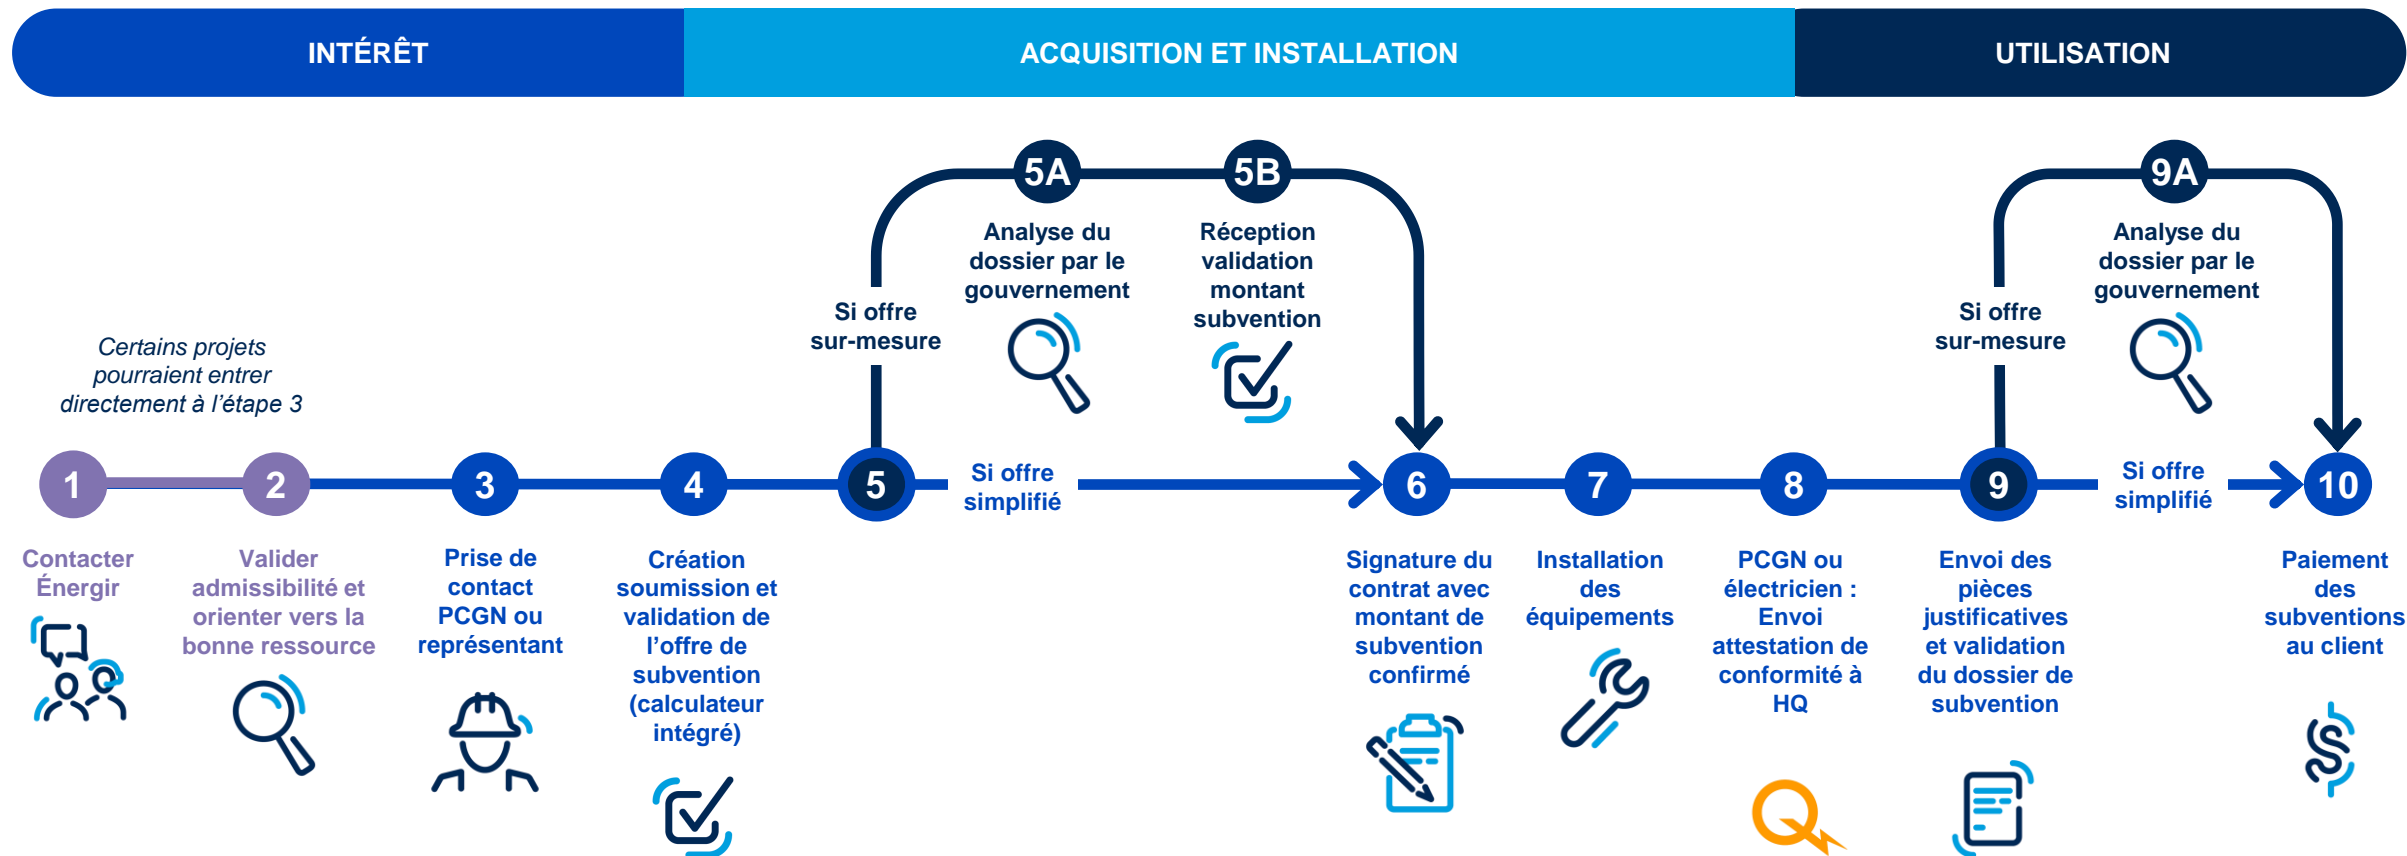 INTÉRÊT
ACQUISITION ET INSTALLATION
UTILISATION
5A
Analyse du
dossier par le
gouvernement
5B
Réception
validation
montant
subvention
9A
Analyse du
dossier par le
gouvernement
Si offre
sur-mesure
Si offre
sur-mesure
Certains projets
pourraient entrer
directement à l’étape 3
1
Contacter
Énergir
2
Valider
admissibilité et
orienter vers la
bonne ressource
3
Prise de
contact
PCGN ou
représentant
4
Création
soumission et
validation de
l’offre de
subvention
(calculateur
intégré)
5
Si offre
simplifié
6
Signature du
contrat avec
montant de
subvention
confirmé
7
Installation
des
équipements
8
PCGN ou
électricien :
Envoi
attestation de
conformité à
HQ
9
Envoi des
pièces
justificatives
et validation
du dossier de
subvention
Si offre
simplifié
10
Paiement
des
subventions
au client